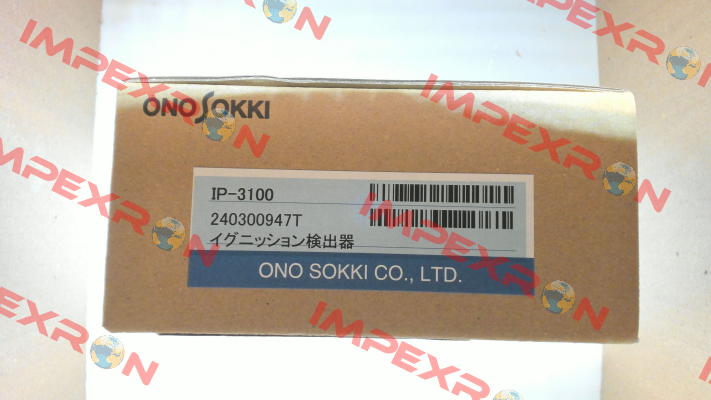 ONO SOKKI
IP-3100
240300947T
イグニッション検出器
ONO SOKKI CO., LTD.
IMPEXRON
IMPEXRON
IMPEXRON
IMPEXRON
IMPEXRON
IMPEXRON
IMPEXRON